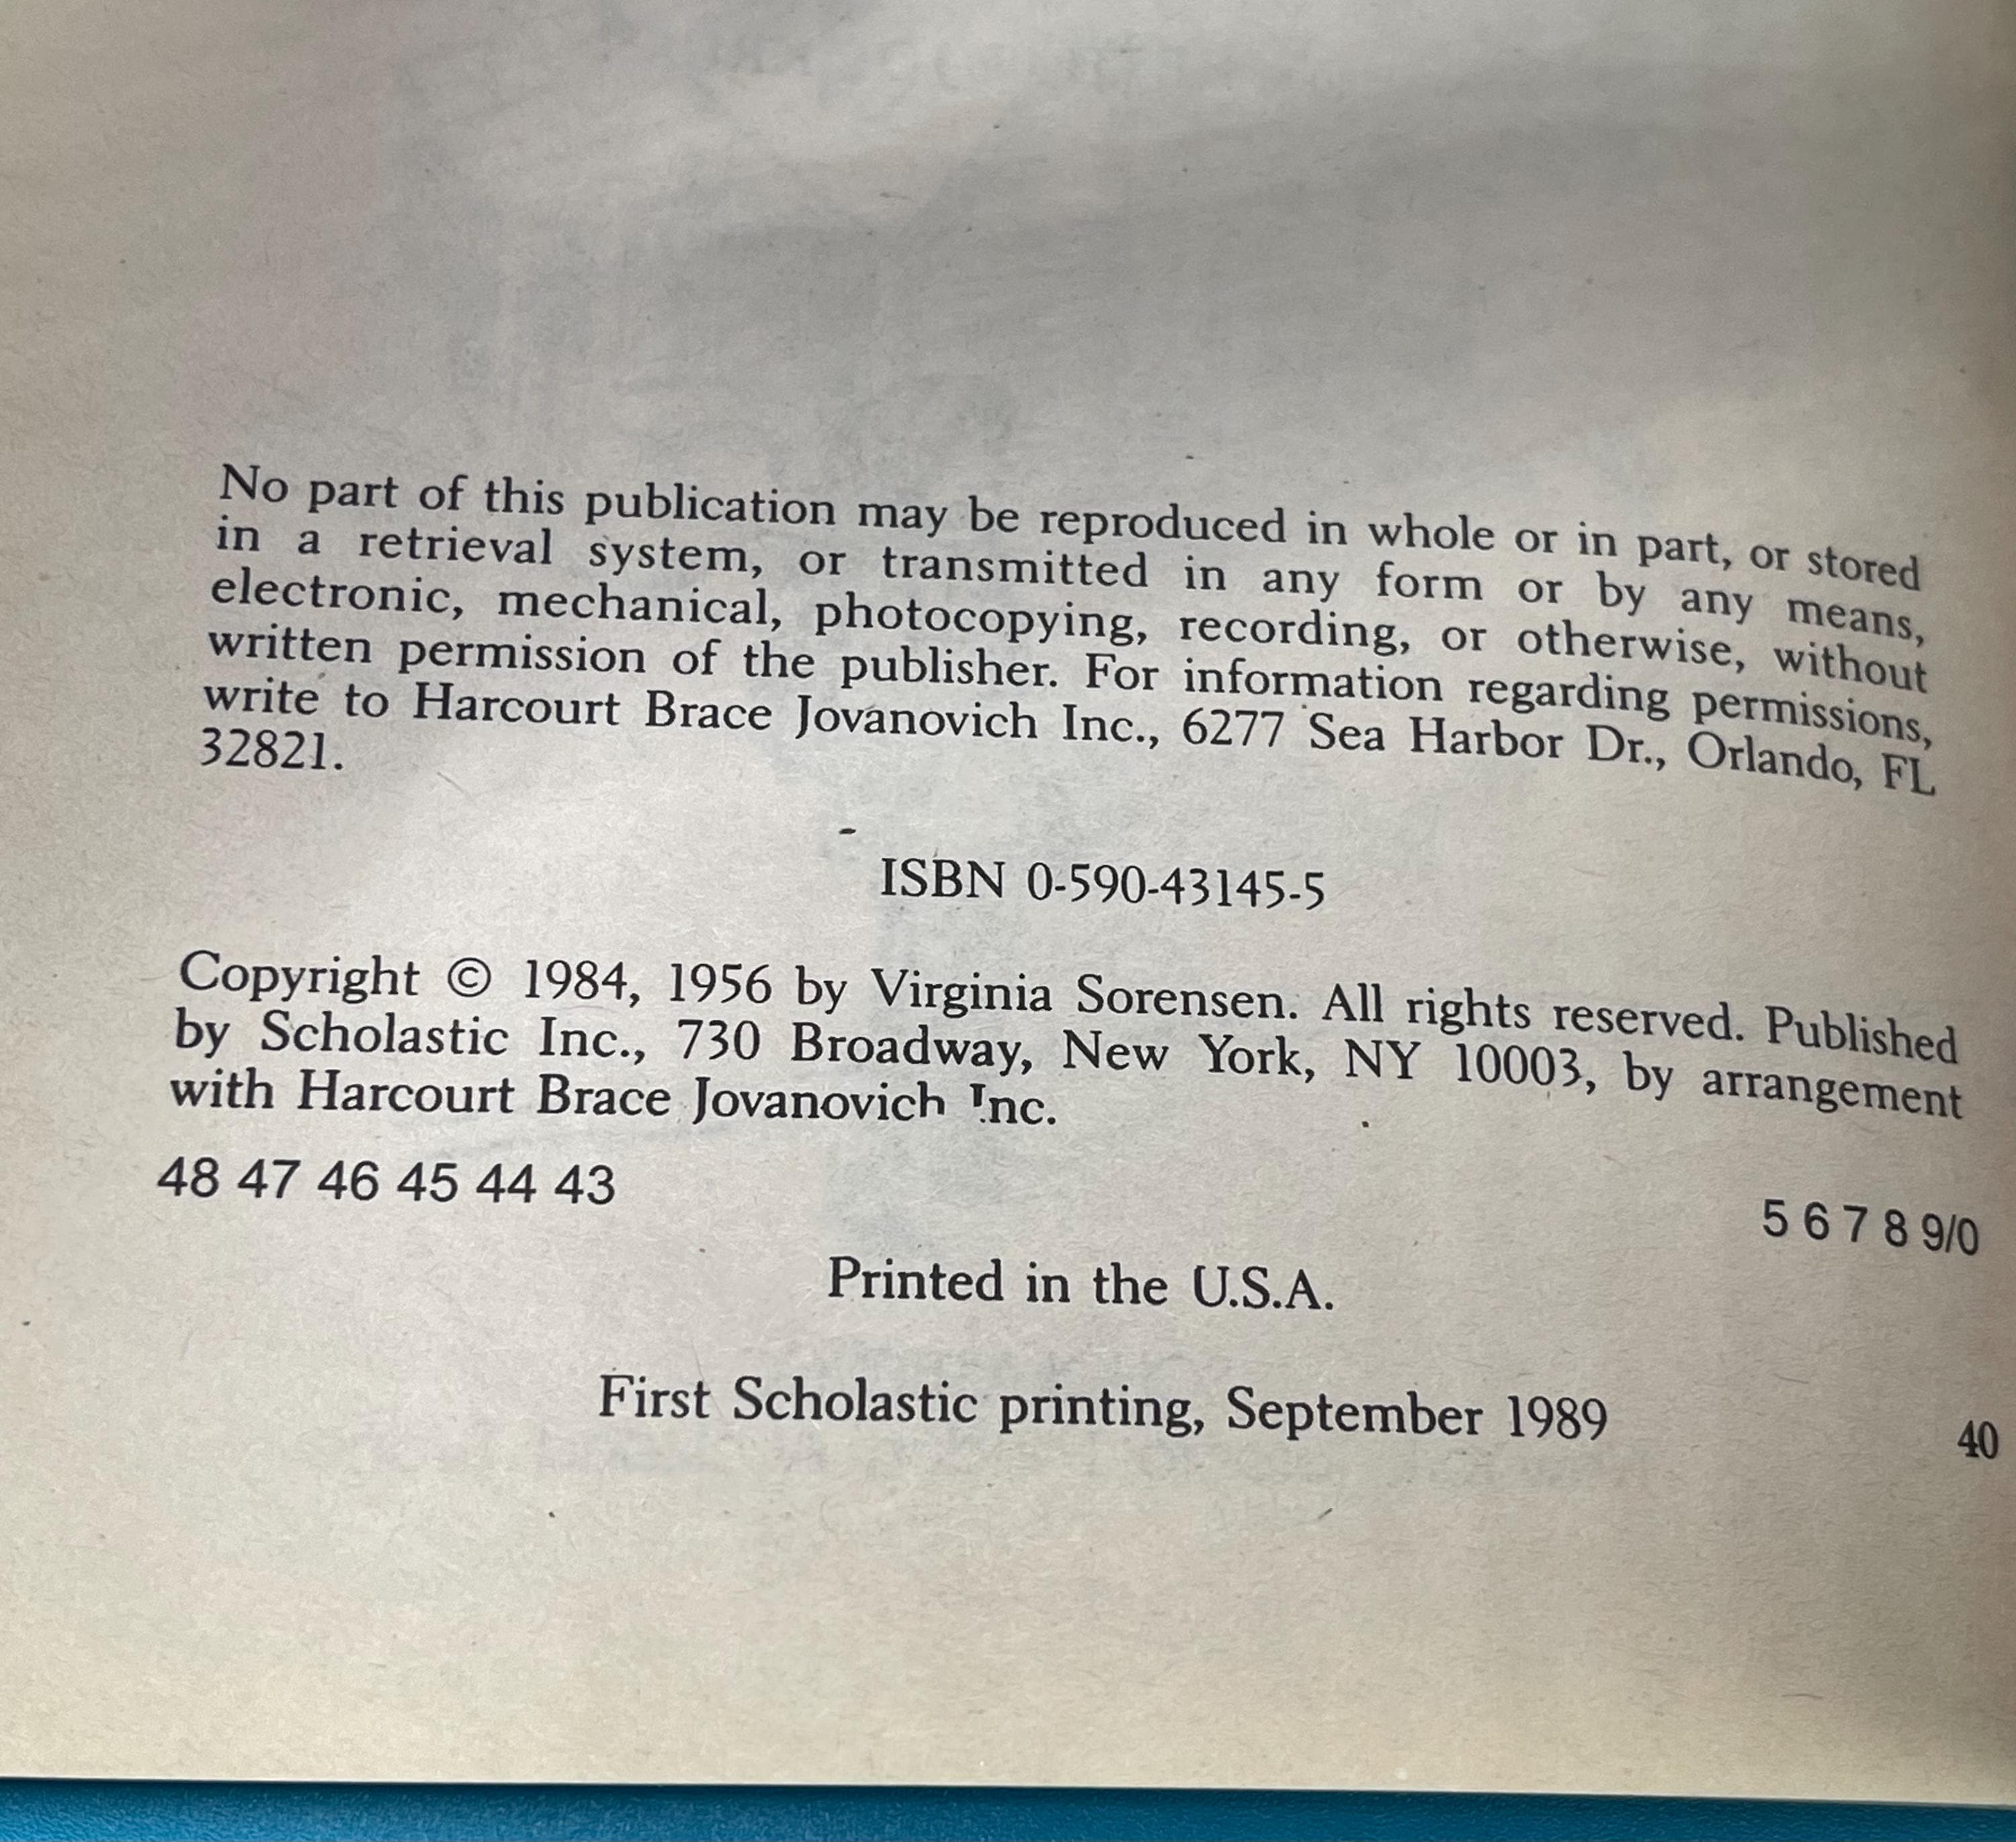 No part of this publication may be reproduced in whole or in part, or stored
in a retrieval system, or transmitted in any form or by any means,
electronic, mechanical, photocopying, recording, or otherwise, without
written permission of the publisher. For information regarding permissions,
write to Harcourt Brace Jovanovich Inc., 6277 Sea Harbor Dr., Orlando, FL
32821.
ISBN 0-590-43145-5
Copyright © 1984, 1956 by Virginia Sorensen. All rights reserved. Published
by Scholastic Inc., 730 Broadway, New York, NY 10003, by arrangement
with Harcourt Brace Jovanovich Inc.
48 47 46 45 44 43 5 6 7 8 9/0
Printed in the U.S.A. 40
First Scholastic printing, September 1989